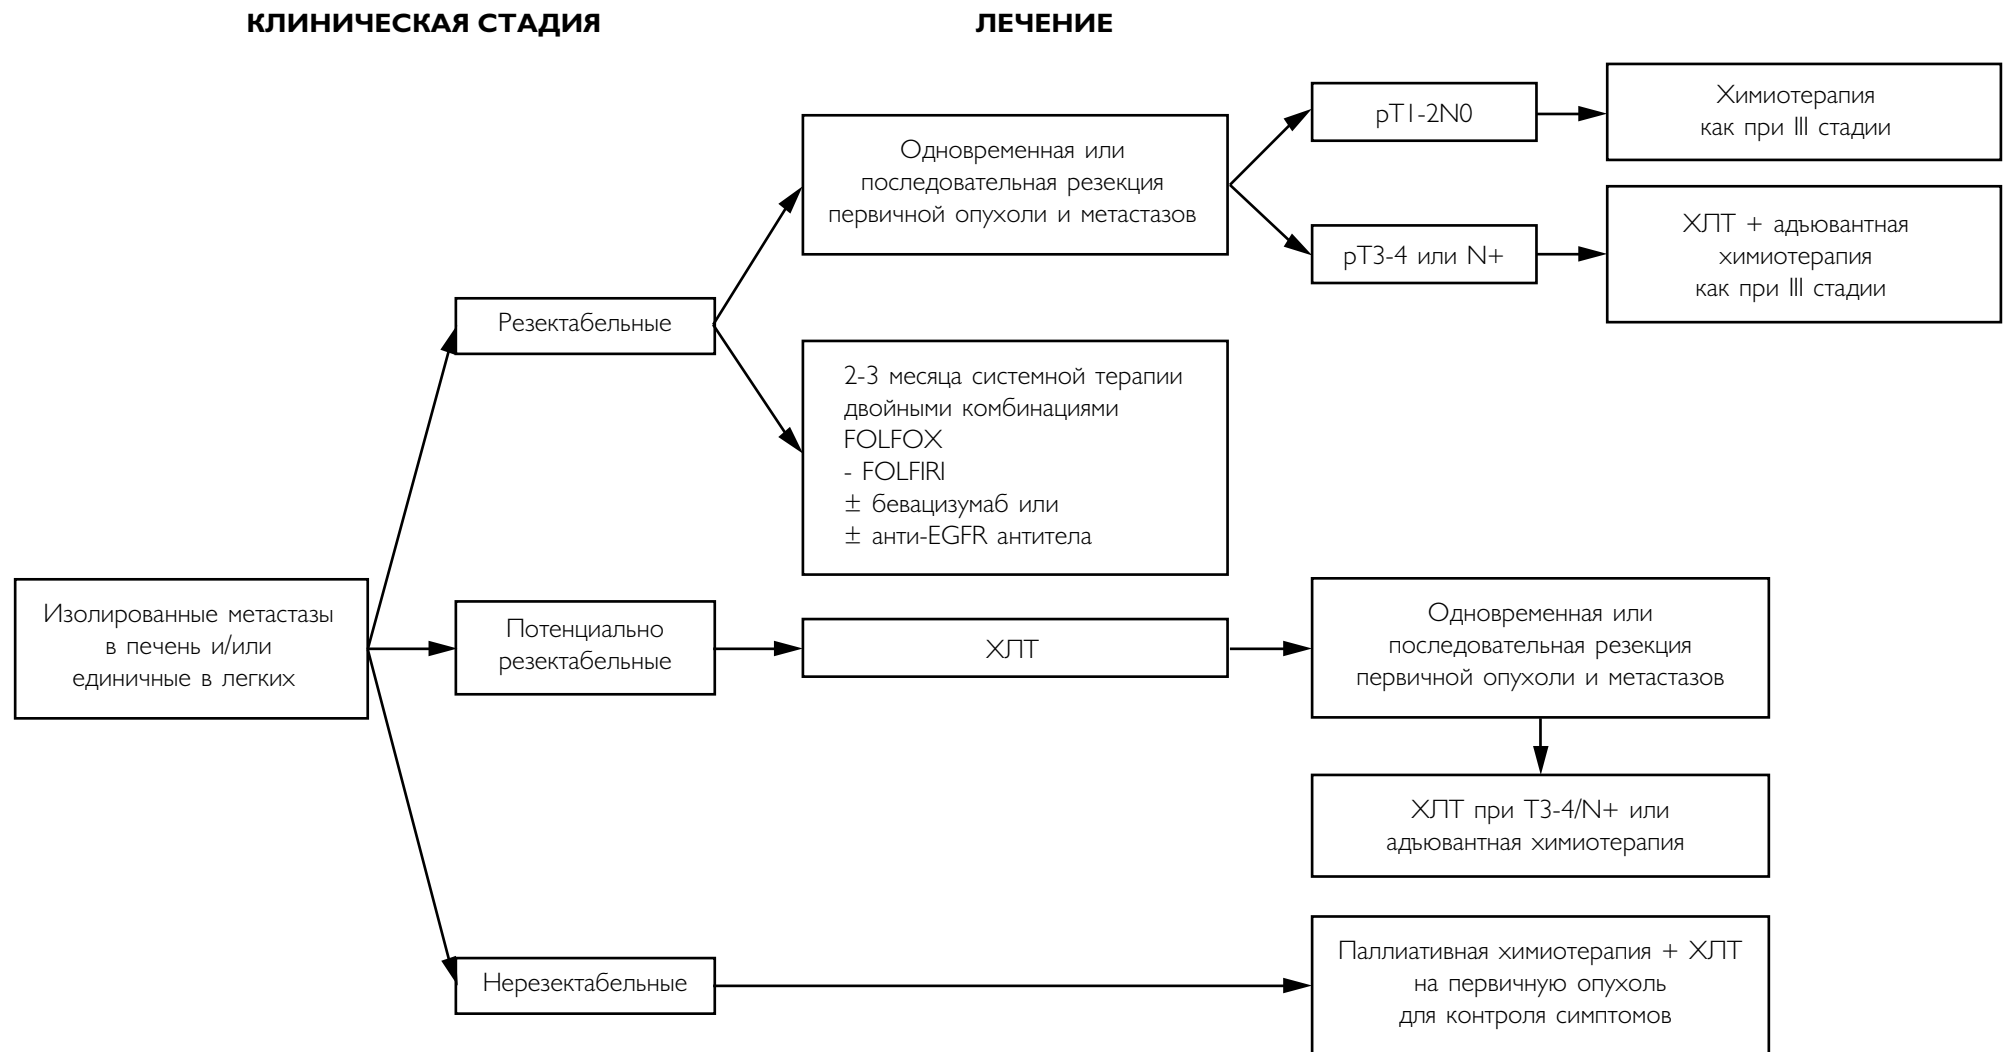 КЛИНИЧЕСКАЯ СТАДИЯ
ЛЕЧЕНИЕ
Изолированные метастазы
в печень и/или
единичные в легких
Резектабельные
Одновременная или
последовательная резекция
первичной опухоли и метастазов
pT1-2N0
Химиотерапия
как при III стадии
pT3-4 или N+
ХЛТ + адъювантная
химиотерапия
как при III стадии
2-3 месяца системной терапии
двойными комбинациями
FOLFOX
- FOLFIRI
± бевацизумаб или
± анти-EGFR антитела
Потенциально
резектабельные
ХЛТ
Одновременная или
последовательная резекция
первичной опухоли и метастазов
ХЛТ при T3-4/N+ или
адъювантная химиотерапия
Нерезектабельные
Паллиативная химиотерапия + ХЛТ
на первичную опухоль
для контроля симптомов